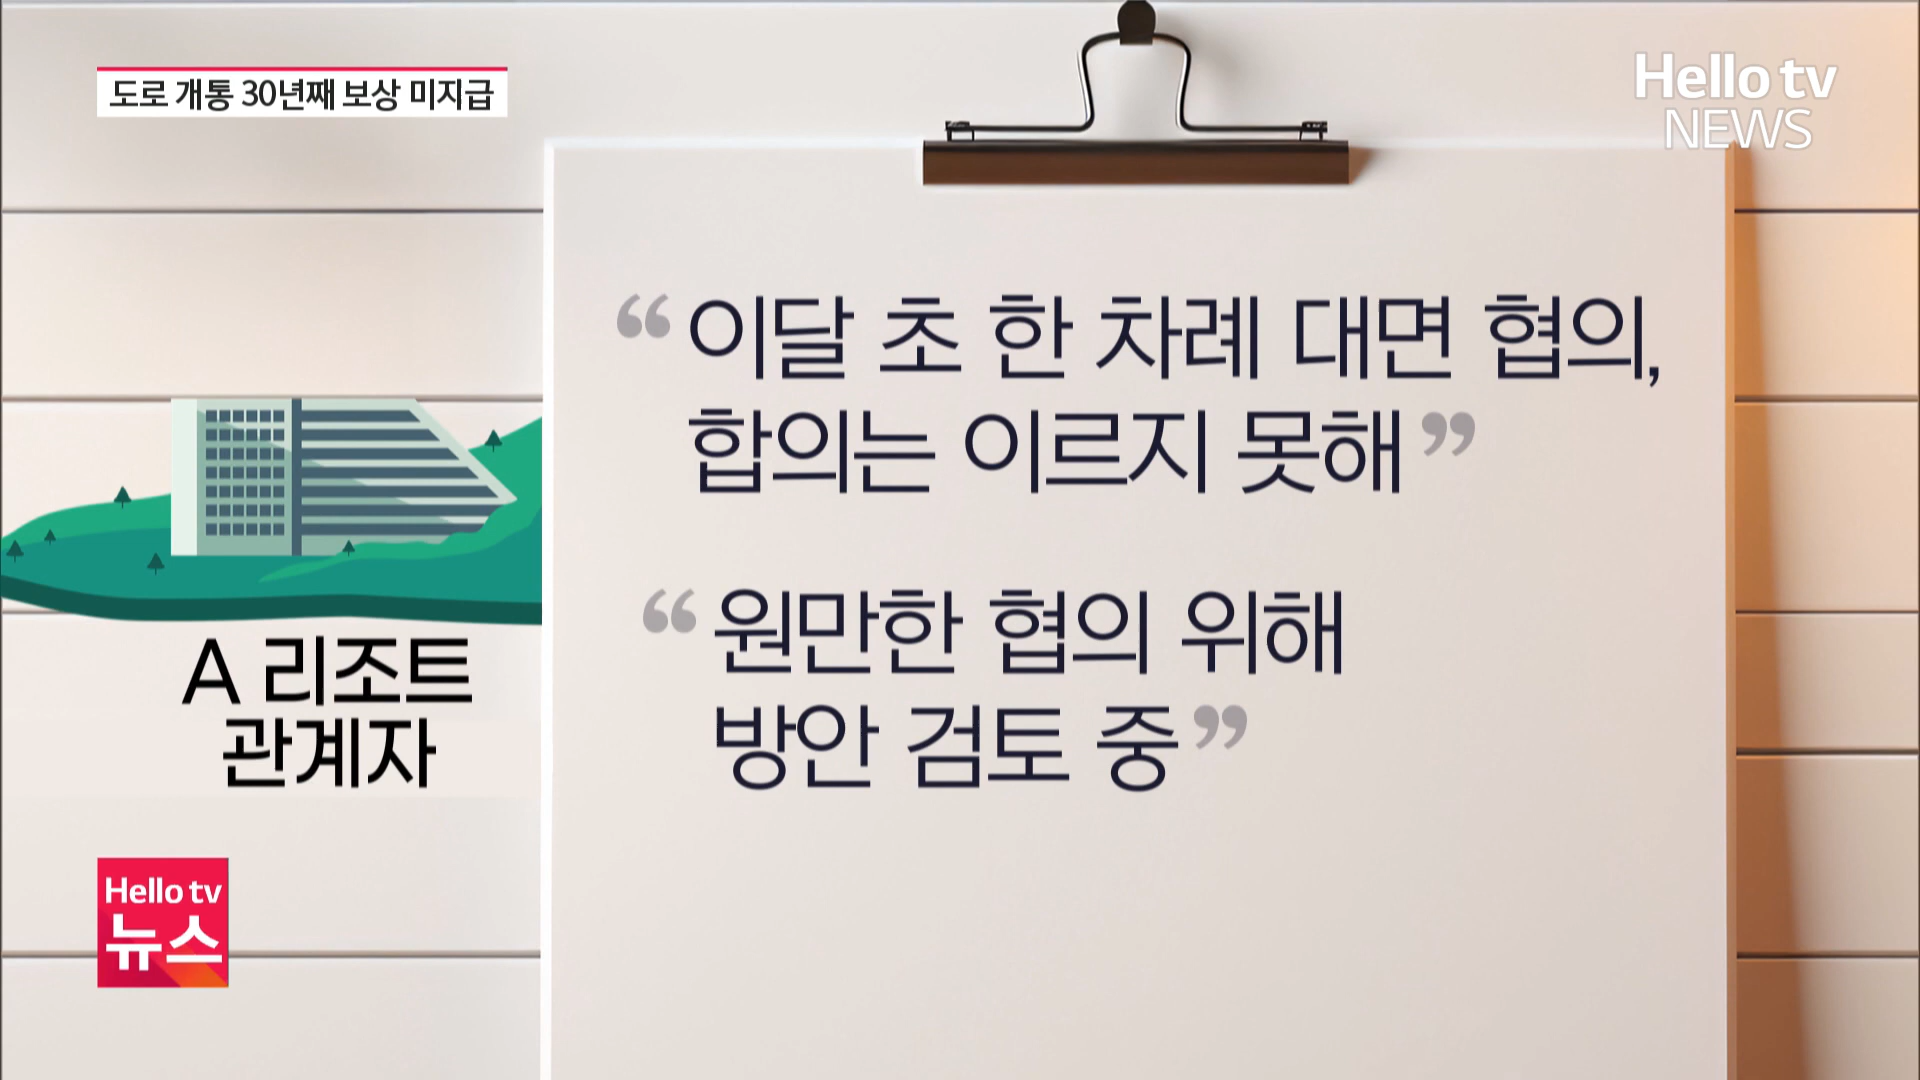 도로 개통 30년째 보상 미지급
Hello tv
NEWS
“이달 초 한 차례 대면 협의,
합의는 이르지 못해”
“원만한 협의 위해
방안 검토 중”
A 리조트
관계자
Hello tv
뉴스